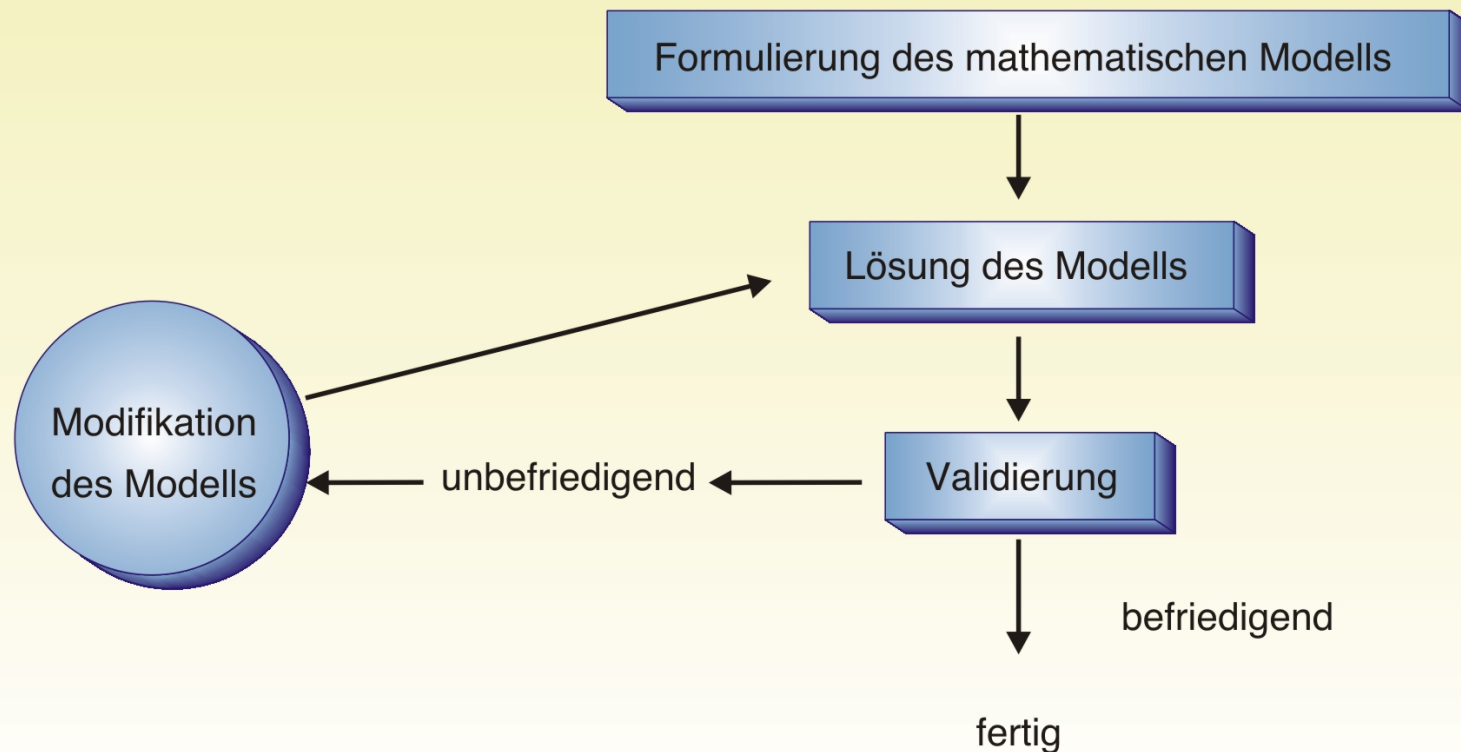 Formulierung des mathematischen Modells
Lösung des Modells
Modifikation
des Modells
unbefriedigend
Validierung
befriedigend
fertig